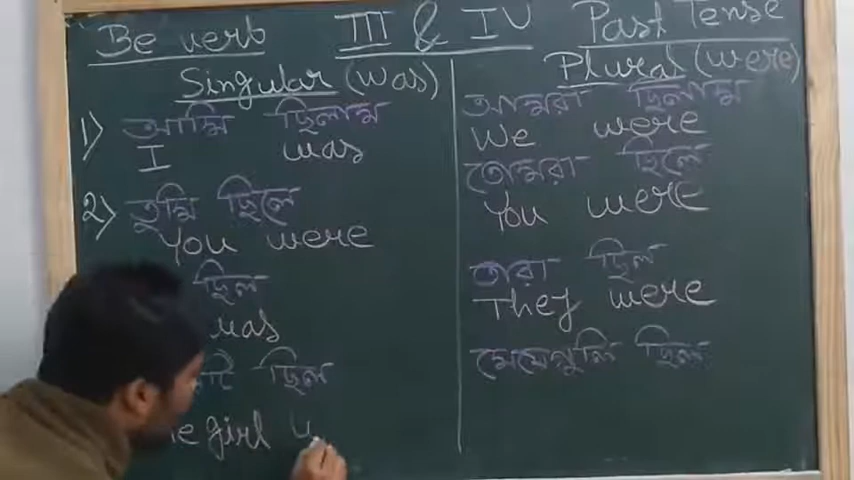 Be verb III & IV Past Tense
Singular (was)
Plural (were)
1) আমি ছিলাম
I was
2) তুমি ছিলে
You were
ছিল
was
ছিল
girl
আমরা ছিলাম
We were
তোমরা ছিলে
You were
তারা ছিল
They were
মেয়েগুলি ছিল